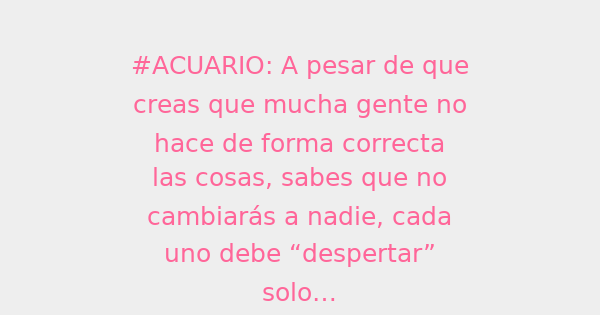 #ACUARIO: A pesar de que
creas que mucha gente no
hace de forma correcta
las cosas, sabes que no
cambiarás a nadie, cada
uno debe “despertar”
solo...